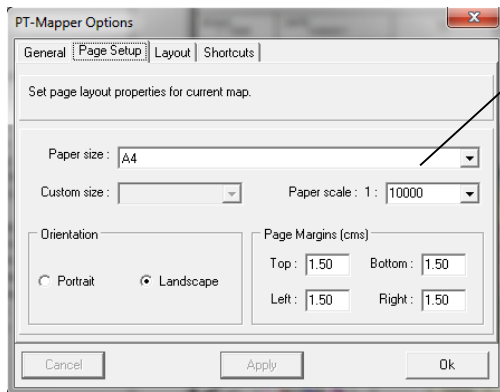 PT-Mapper Options
General Page Setup Layout Shortcuts
Set page layout properties for current map.
Paper size : A4
Custom size : Paper scale : 1 : 10000
Orientation Page Margins (cms)
Top : 1.50 Bottom : 1.50
Portrait Landscape
Left : 1.50 Right : 1.50
Cancel Apply Ok